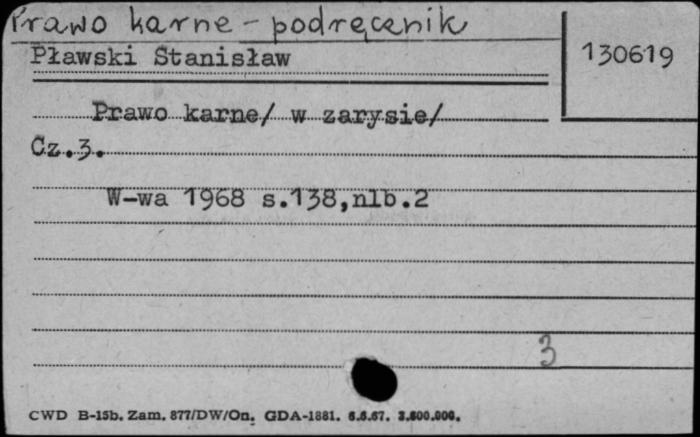 Prawo karne - podręcznik
Pławski Stanisław
130619
Prawo karne/ w zarysie/
Cz.3.
W-wa 1968 s.138,nlb.2
3
CWD B-15b. Zam. 877/DW/On. GDA-1881. 6.6.67. 3.600.000.